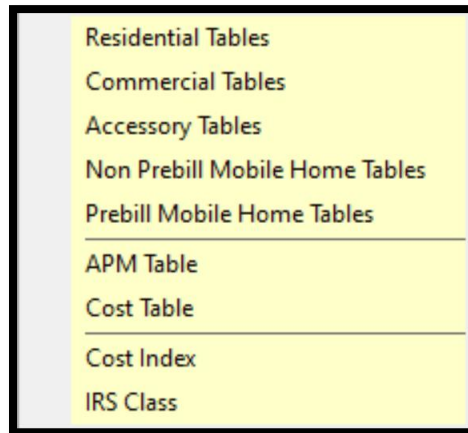 Residential Tables
Commercial Tables
Accessory Tables
Non Prebill Mobile Home Tables
Prebill Mobile Home Tables
APM Table
Cost Table
Cost Index
IRS Class